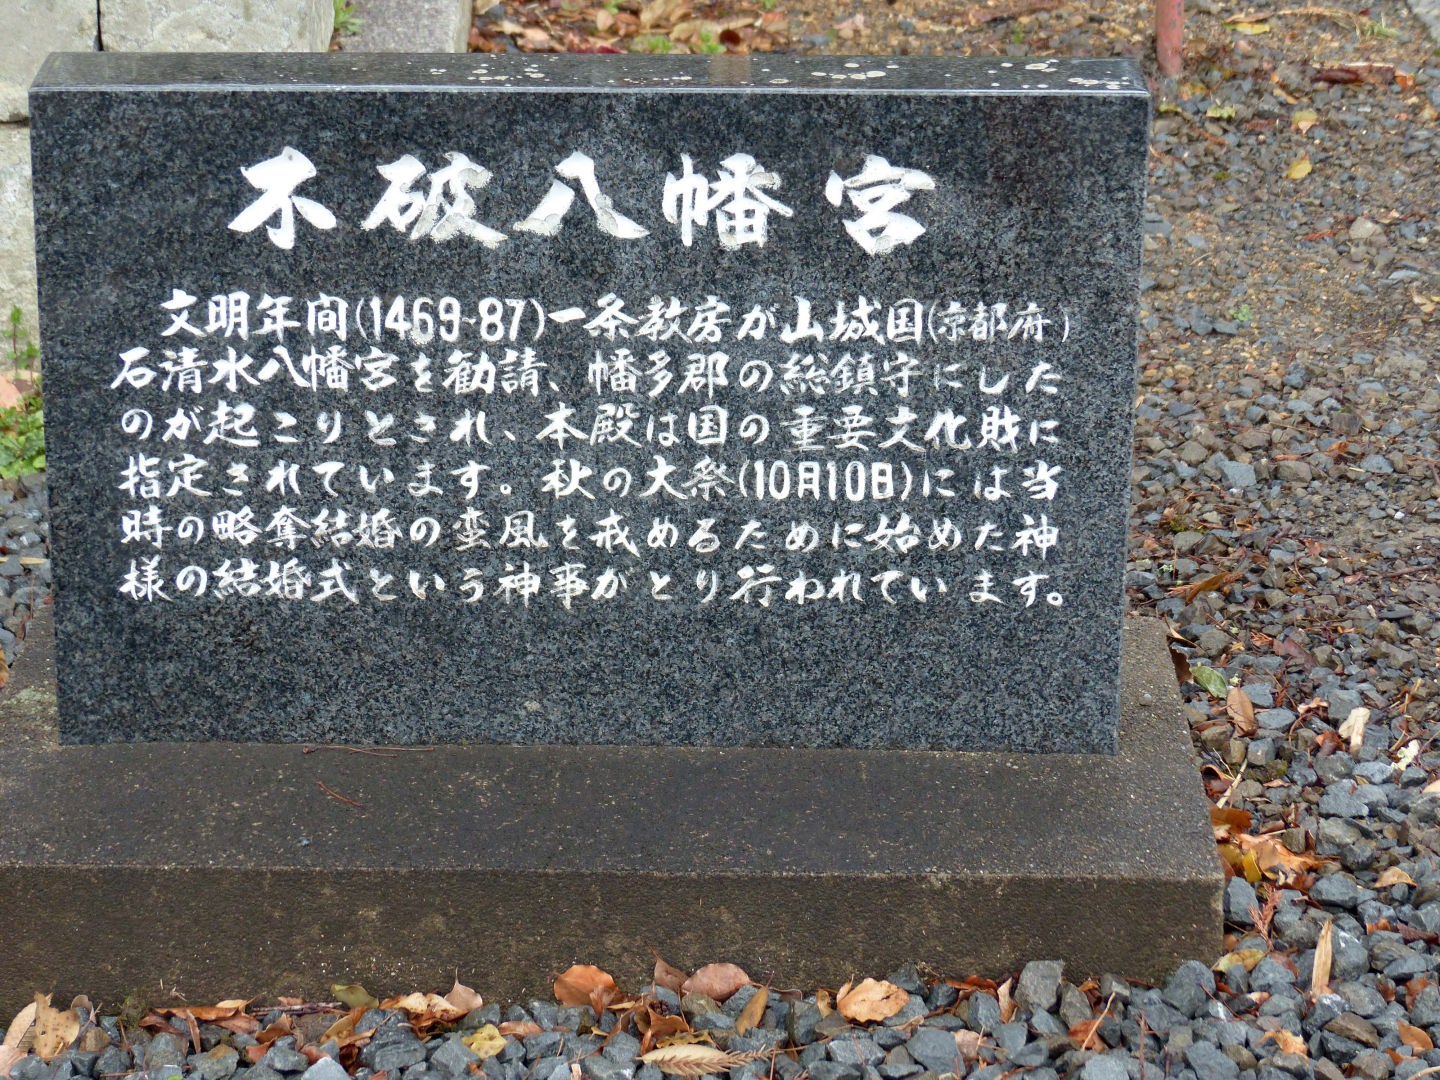 不破八幡宮
文明年間(1469~87)一条教房が山城国(京都府)
石清水八幡宮を勧請、幡多郡の総鎮守にした
のが起こりとされ、本殿は国の重要文化財に
指定されています。秋の大祭(10月10日)には当
時の略奪結婚の蛮風を戒めるために始めた神
様の結婚式という神事がとり行われています。